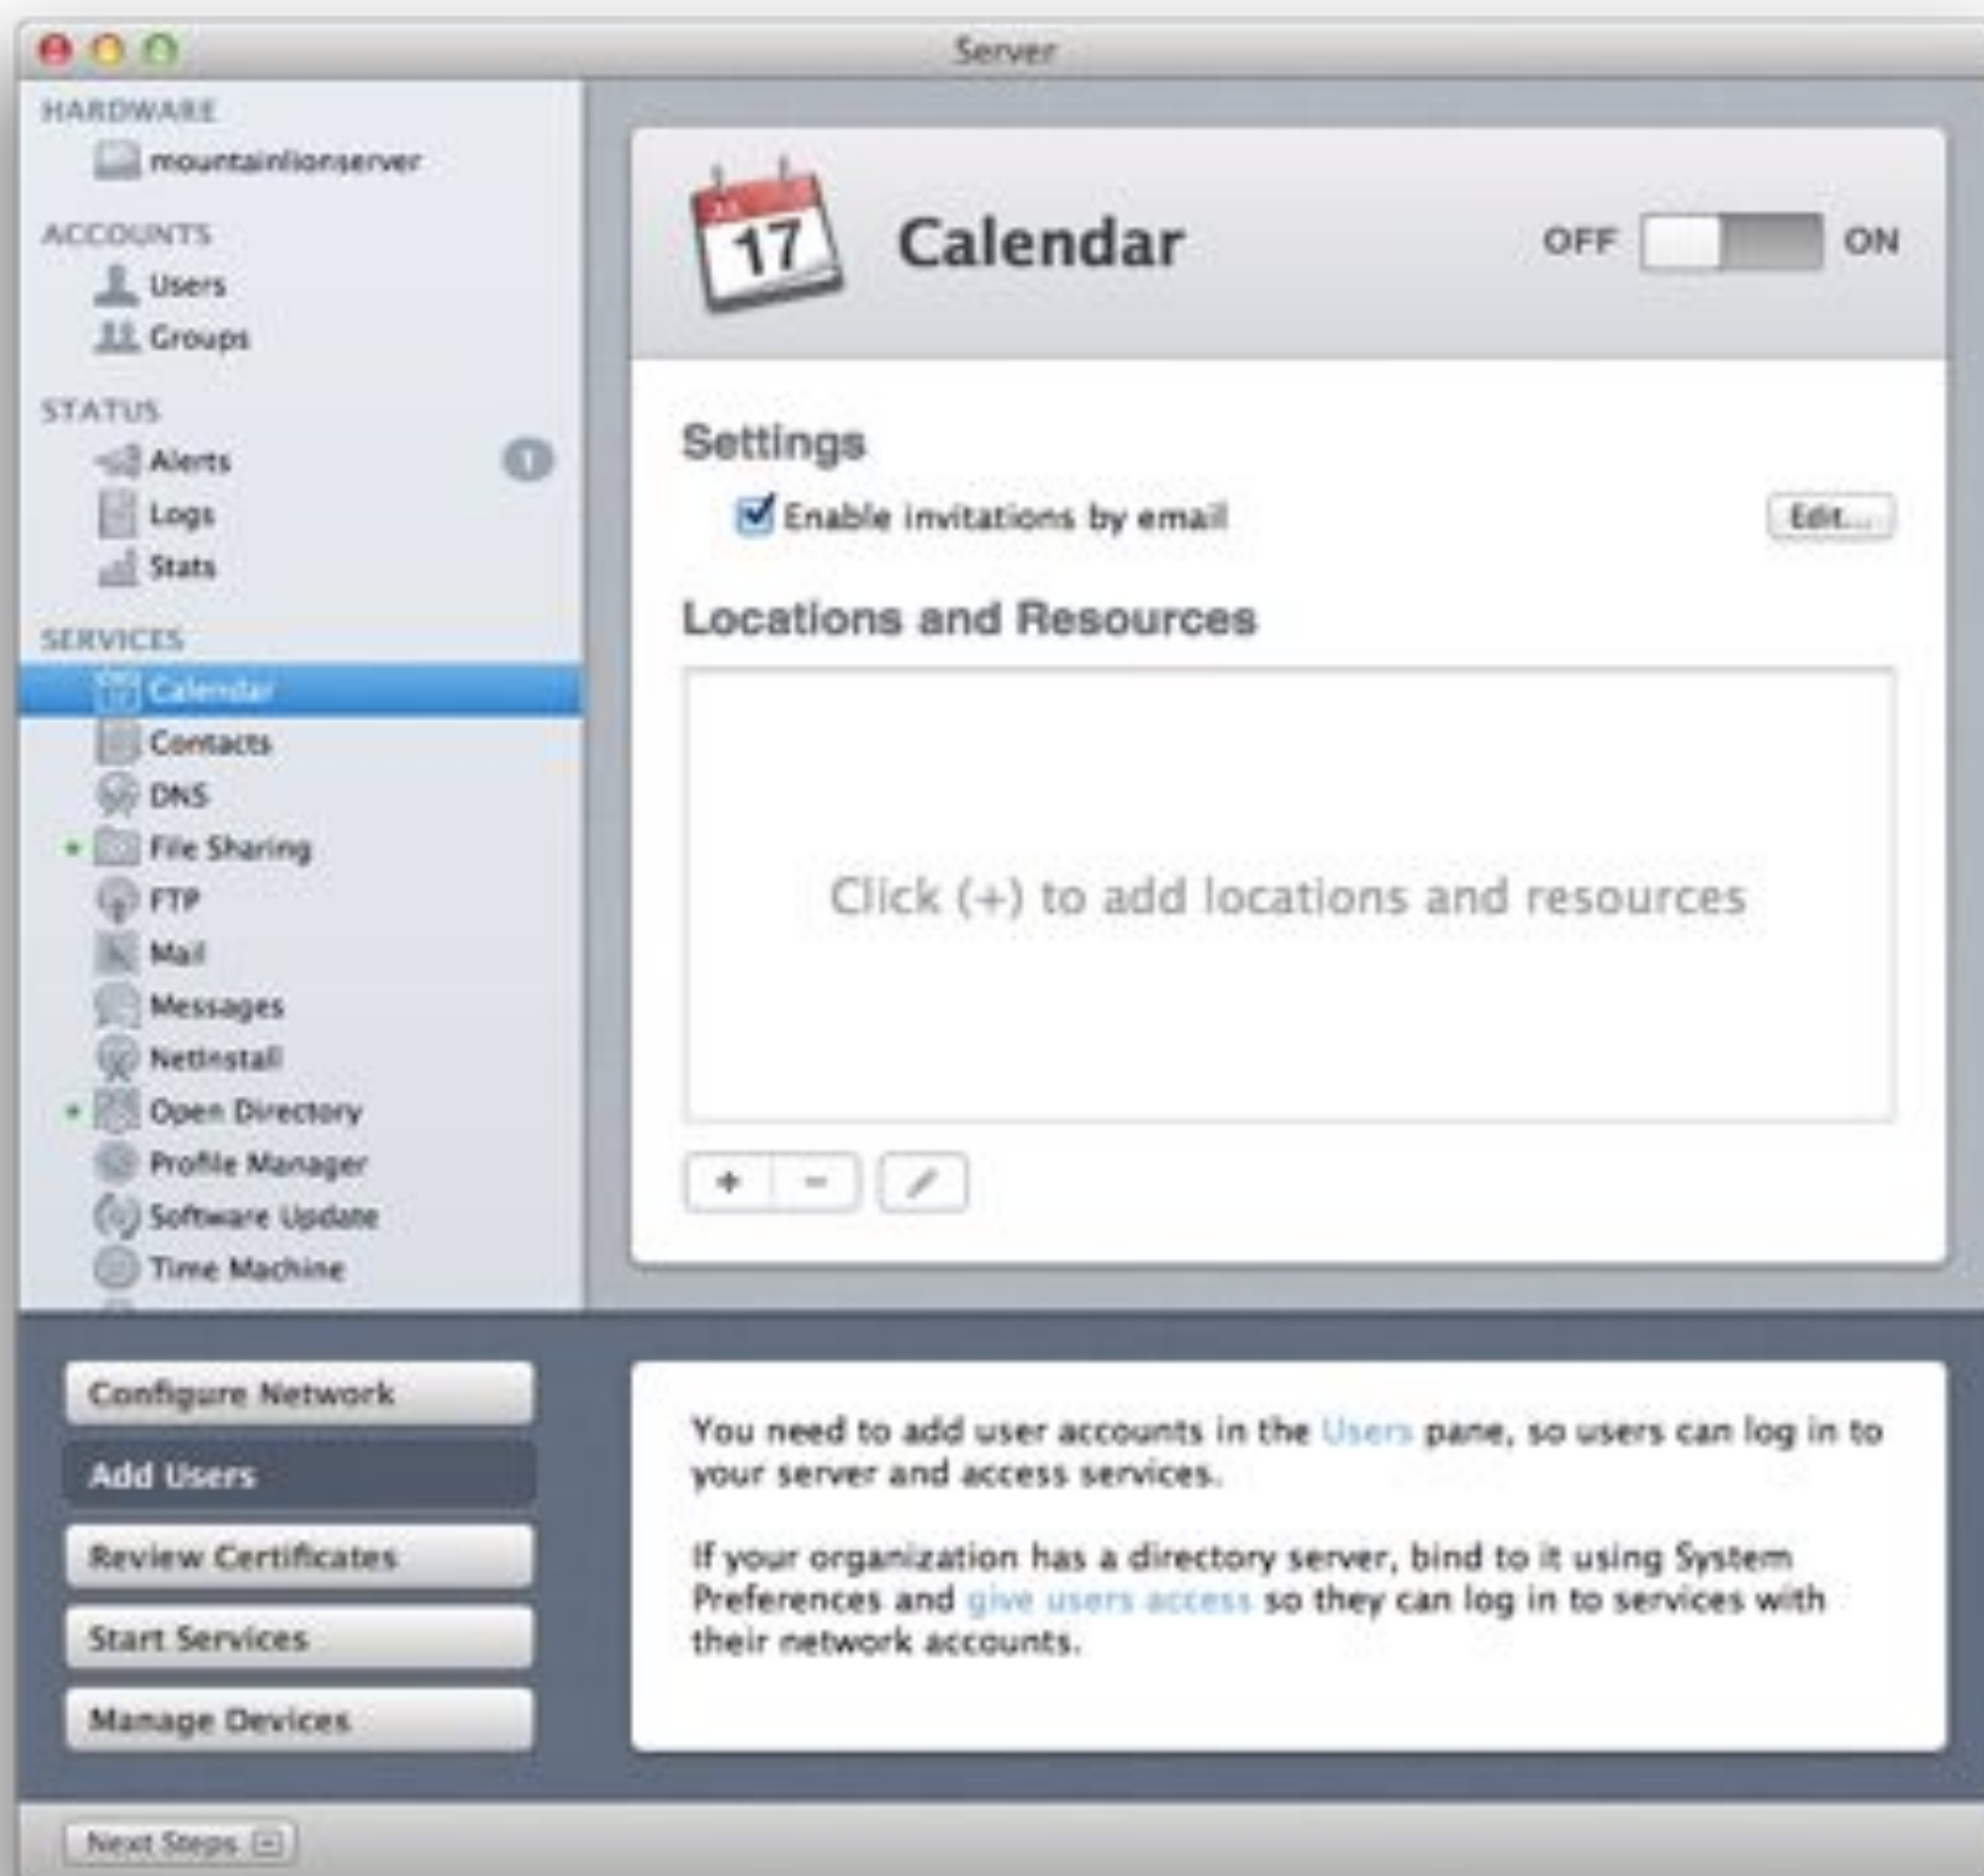 Server
HARDWARE
mountainlionserver
ACCOUNTS
Users
Groups
STATUS
Alerts 1
Logs
Stats
SERVICES
Calendar
Contacts
DNS
File Sharing
FTP
Mail
Messages
NetInstall
Open Directory
Profile Manager
Software Update
Time Machine
17
Calendar
OFF ON
Settings
Enable invitations by email Edit...
Locations and Resources
Click (+) to add locations and resources
+ −
Configure Network
Add Users
Review Certificates
Start Services
Manage Devices
You need to add user accounts in the Users pane, so users can log in to
your server and access services.
If your organization has a directory server, bind to it using System
Preferences and give users access so they can log in to services with
their network accounts.
Next Steps